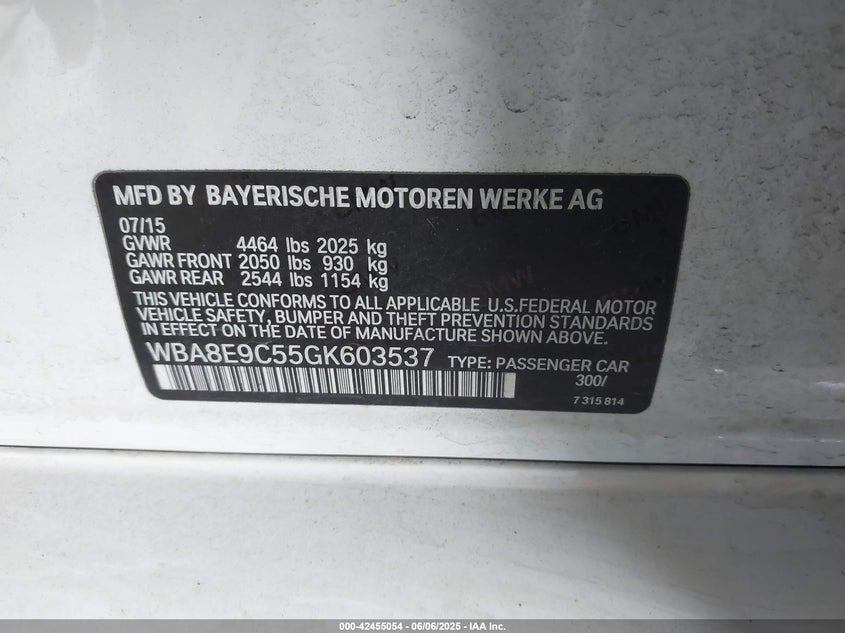 MFD BY BAYERISCHE MOTOREN WERKE AG
07/15
GVWR 4464 lbs 2025 kg
GAWR FRONT 2050 lbs 930 kg
GAWR REAR 2544 lbs 1154 kg
THIS VEHICLE CONFORMS TO ALL APPLICABLE U.S.FEDERAL MOTOR
VEHICLE SAFETY, BUMPER AND THEFT PREVENTION STANDARDS
IN EFFECT ON THE DATE OF MANUFACTURE SHOWN ABOVE.
WBA8E9C55GK603537 TYPE: PASSENGER CAR
300/
7 315 814
000-42455054 - 06/06/2025 - IAA Inc.